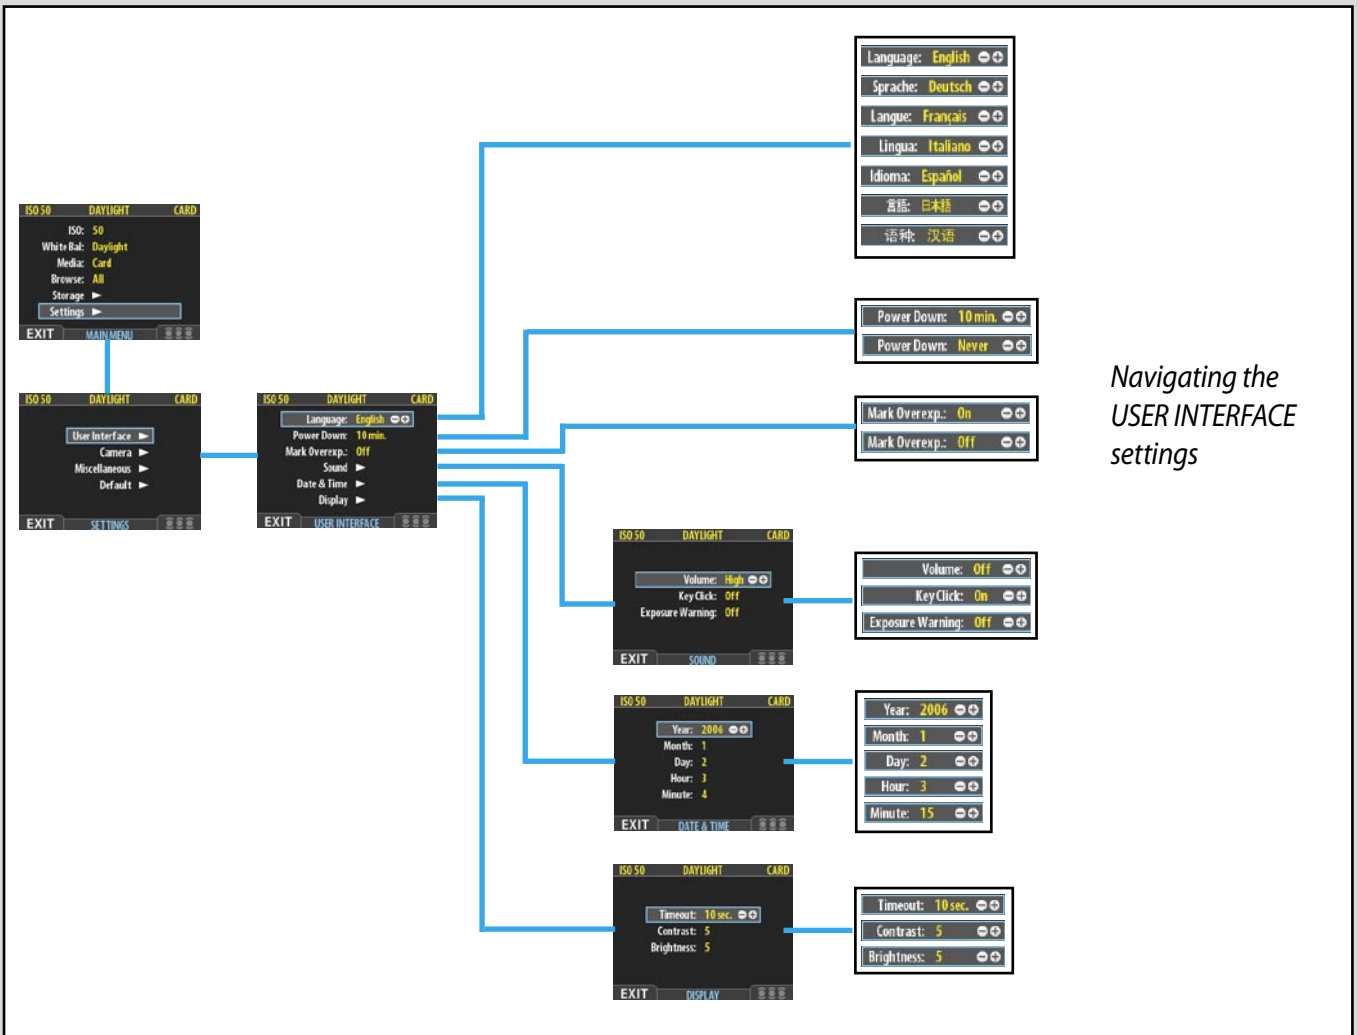 Language: English
Sprache: Deutsch
Langue: Français
Lingua: Italiano
Idioma: Español
言語: 日本語
语种: 汉语
ISO 50 DAYLIGHT CARD
ISO: 50
White Bal: Daylight
Media: Card
Browse: All
Storage
Settings
EXIT MAIN MENU
Power Down: 10 min.
Power Down: Never
Navigating the
USER INTERFACE
settings
ISO 50 DAYLIGHT CARD
User Interface
Camera
Miscellaneous
Default
EXIT SETTINGS
ISO 50 DAYLIGHT CARD
Language: English
Power Down: 10 min.
Mark Overexp.: Off
Sound
Date & Time
Display
EXIT USER INTERFACE
Mark Overexp.: On
Mark Overexp.: Off
ISO 50 DAYLIGHT CARD
Volume: High
Key Click: Off
Exposure Warning: Off
EXIT SOUND
Volume: Off
Key Click: On
Exposure Warning: Off
ISO 50 DAYLIGHT CARD
Year: 2006
Month: 1
Day: 2
Hour: 3
Minute: 4
EXIT DATE & TIME
Year: 2006
Month: 1
Day: 2
Hour: 3
Minute: 15
ISO 50 DAYLIGHT CARD
Timeout: 10 sec.
Contrast: 5
Brightness: 5
EXIT DISPLAY
Timeout: 10 sec.
Contrast: 5
Brightness: 5